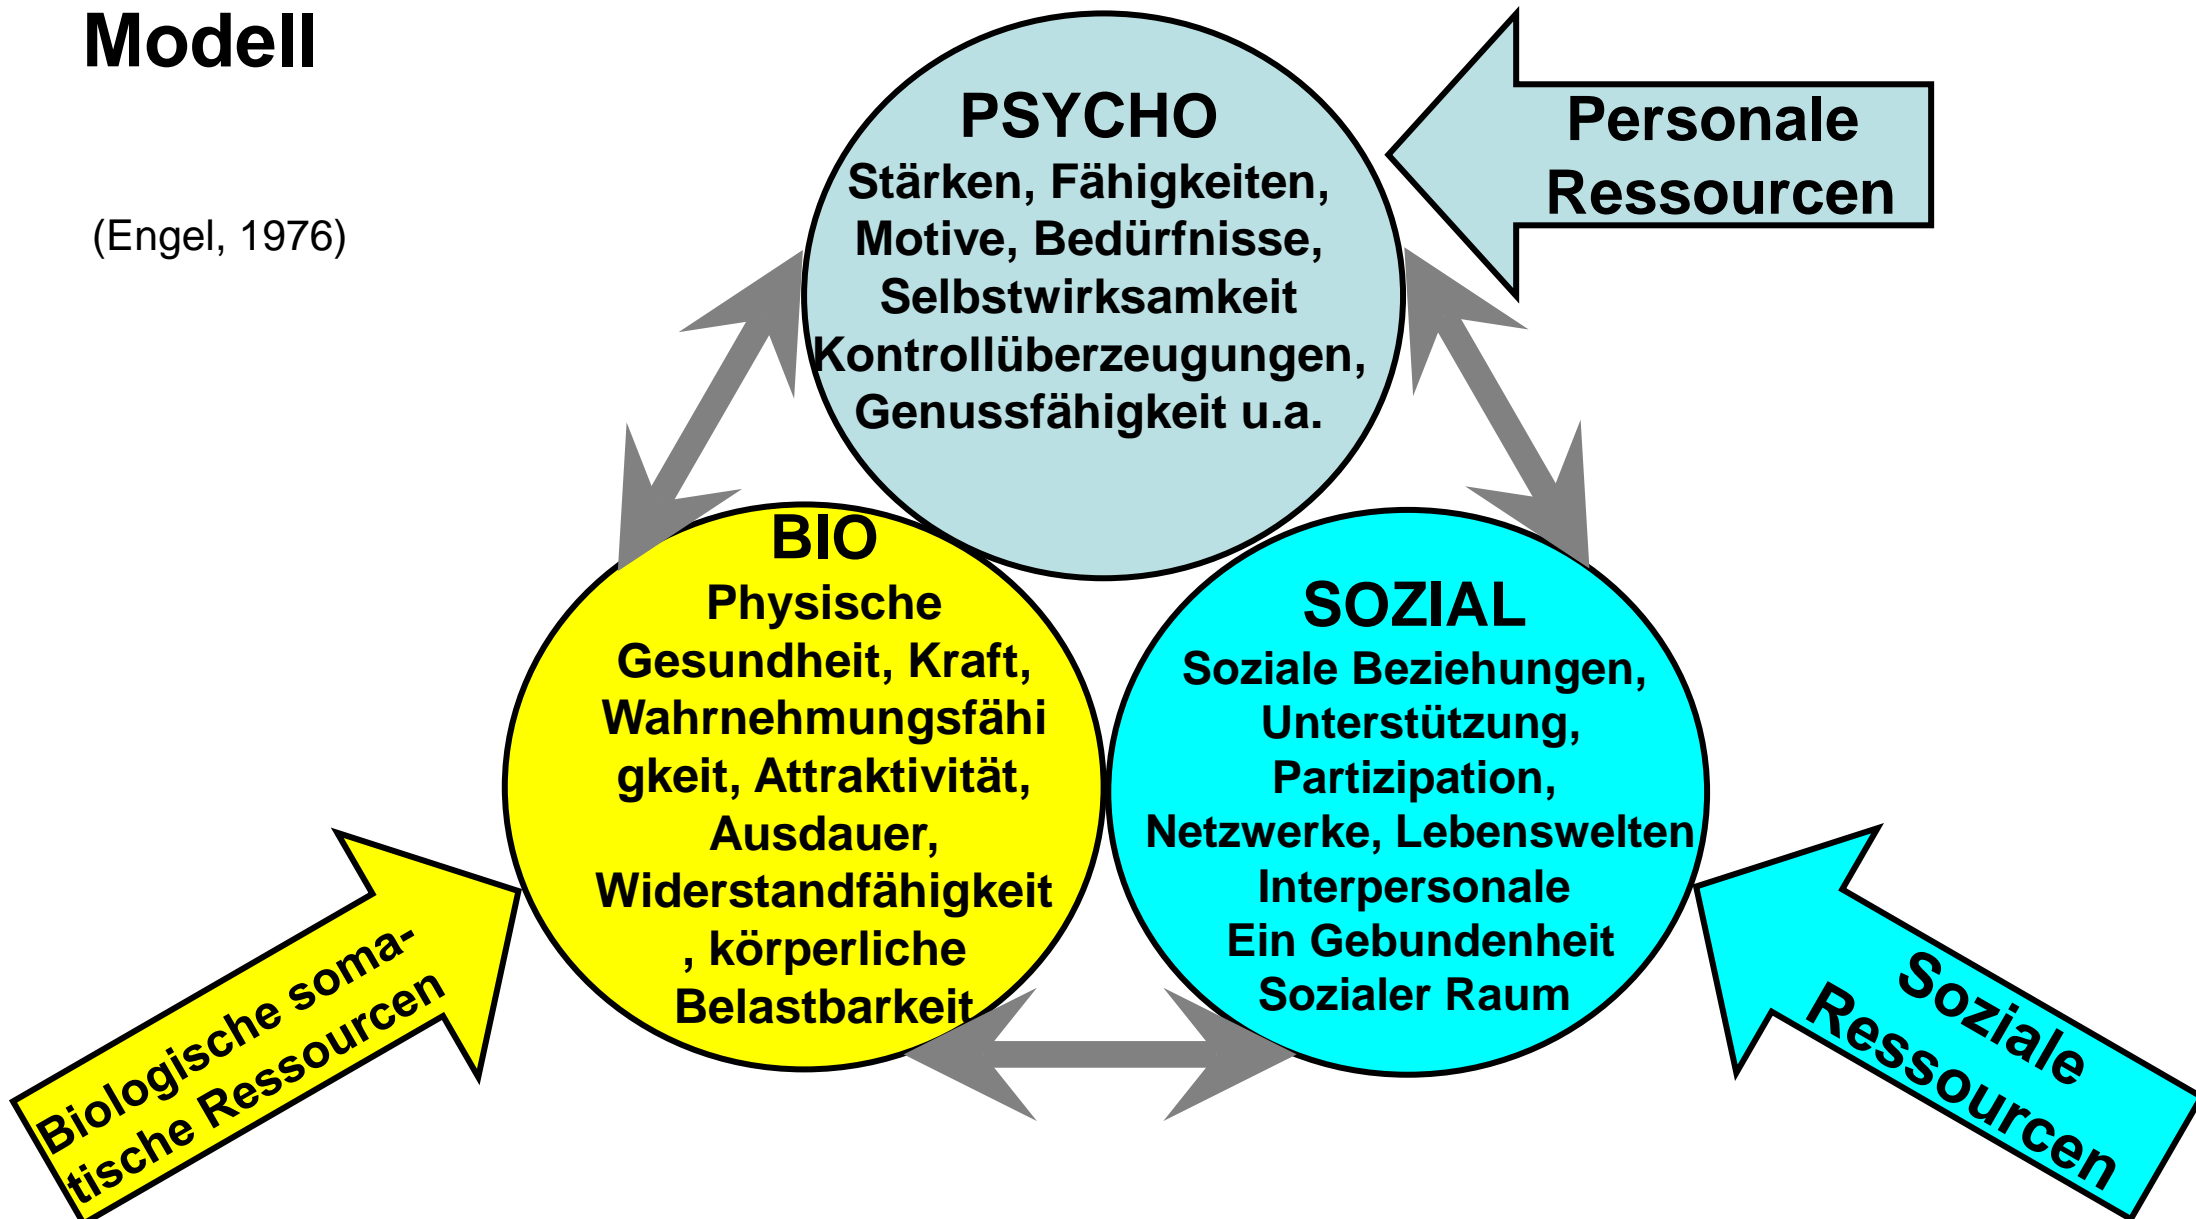 Modell
(Engel, 1976)
PSYCHO
Stärken, Fähigkeiten,
Motive, Bedürfnisse,
Selbstwirksamkeit
Kontrollüberzeugungen,
Genussfähigkeit u.a.
Personale
Ressourcen
BIO
Physische
Gesundheit, Kraft,
Wahrnehmungsfähi
gkeit, Attraktivität,
Ausdauer,
Widerstandfähigkeit
, körperliche
Belastbarkeit
SOZIAL
Soziale Beziehungen,
Unterstützung,
Partizipation,
Netzwerke, Lebenswelten
Interpersonale
Ein Gebundenheit
Sozialer Raum
Biologische soma-
tische Ressourcen
Soziale
Ressourcen